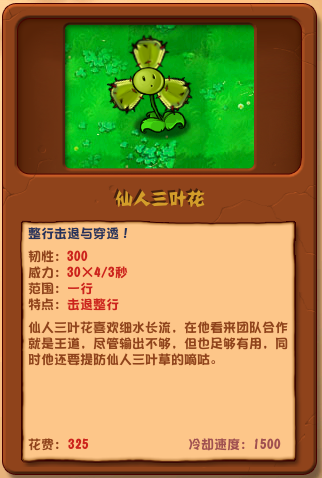 仙人三叶花
整行击退与穿透！
韧性：300
威力：30×4/3秒
范围：一行
特点：击退整行
仙人三叶花喜欢细水长流，在他看来团队合作
就是王道，尽管输出不够，但也足够有用，同
时他还要提防仙人三叶草的嘀咕。
花费：325 冷却速度：1500